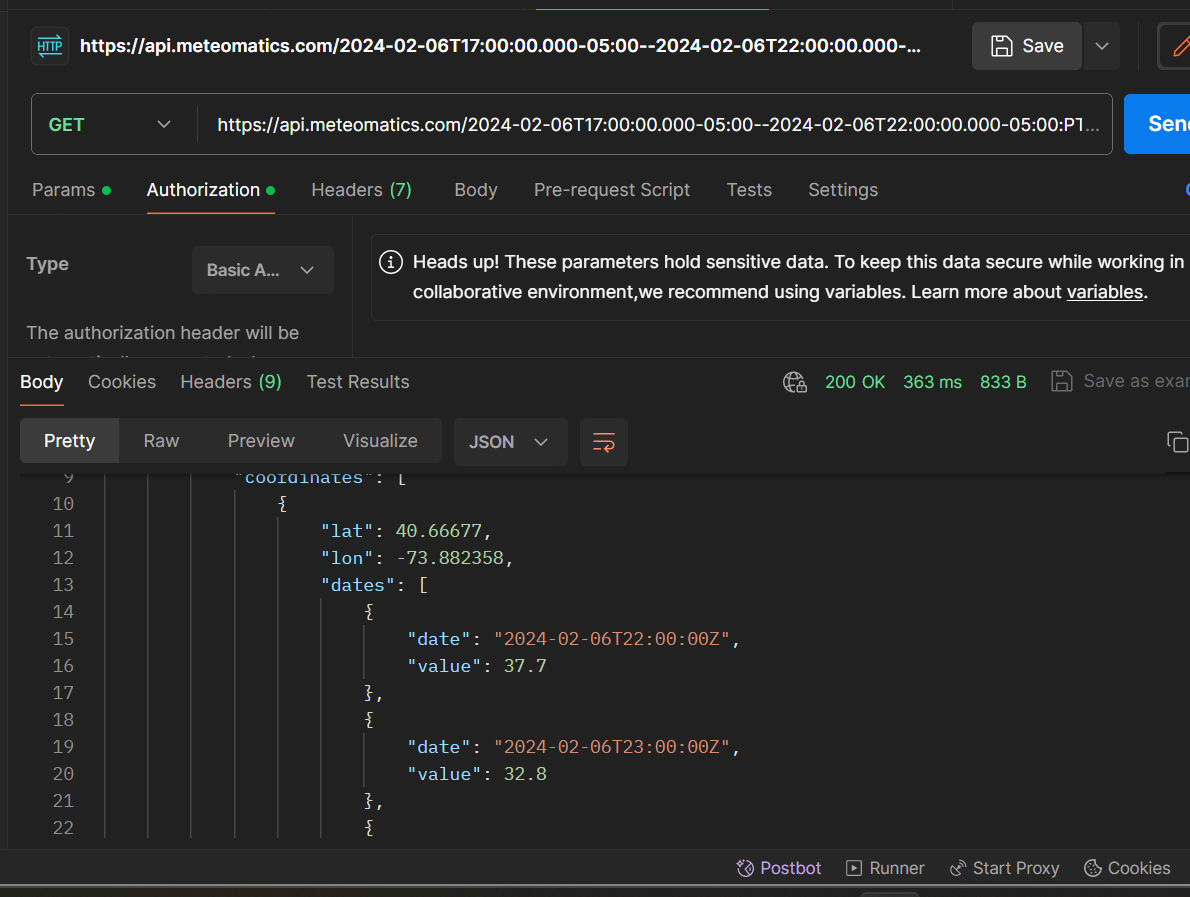 HTTP https://api.meteomatics.com/2024-02-06T17:00:00.000-05:00--2024-02-06T22:00:00.000-... Save
GET https://api.meteomatics.com/2024-02-06T17:00:00.000-05:00--2024-02-06T22:00:00.000-05:00:PT... Send
Params Authorization Headers (7) Body Pre-request Script Tests Settings
Type Basic A...
Heads up! These parameters hold sensitive data. To keep this data secure while working in
collaborative environment,we recommend using variables. Learn more about variables.
The authorization header will be
Body Cookies Headers (9) Test Results 200 OK 363 ms 833 B Save as exam
Pretty Raw Preview Visualize JSON
9 "coordinates": [
10 {
11 "lat": 40.66677,
12 "lon": -73.882358,
13 "dates": [
14 {
15 "date": "2024-02-06T22:00:00Z",
16 "value": 37.7
17 },
18 {
19 "date": "2024-02-06T23:00:00Z",
20 "value": 32.8
21 },
22 {
Postbot Runner Start Proxy Cookies